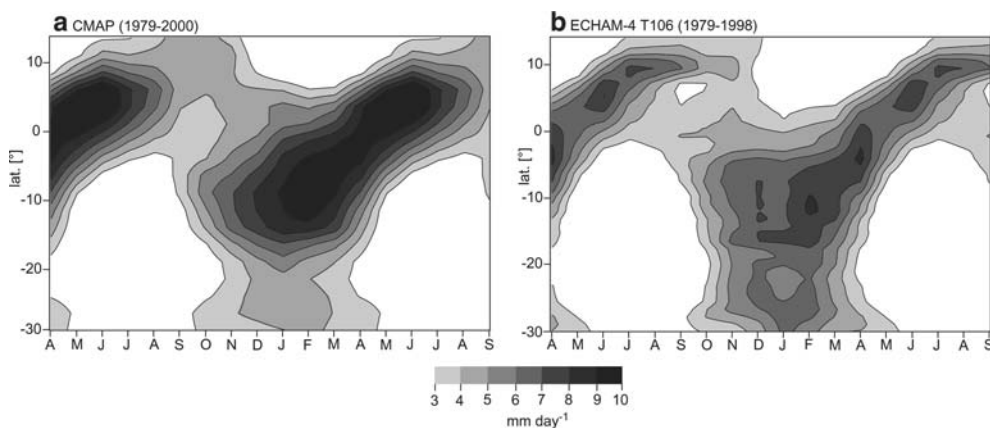 a CMAP (1979-2000)
10
0
-10
-20
-30
lat. [°]
A M J J A S O N D J F M A M J J A S
b ECHAM-4 T106 (1979-1998)
10
0
-10
-20
-30
lat. [°]
A M J J A S O N D J F M A M J J A S
3 4 5 6 7 8 9 10
mm day⁻¹